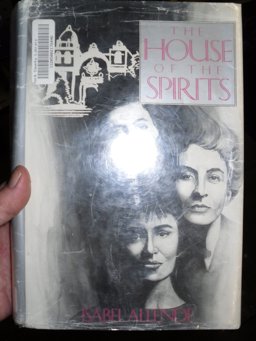 THE
HOUSE
OF THE
SPIRITS
ISABEL ALLENDE